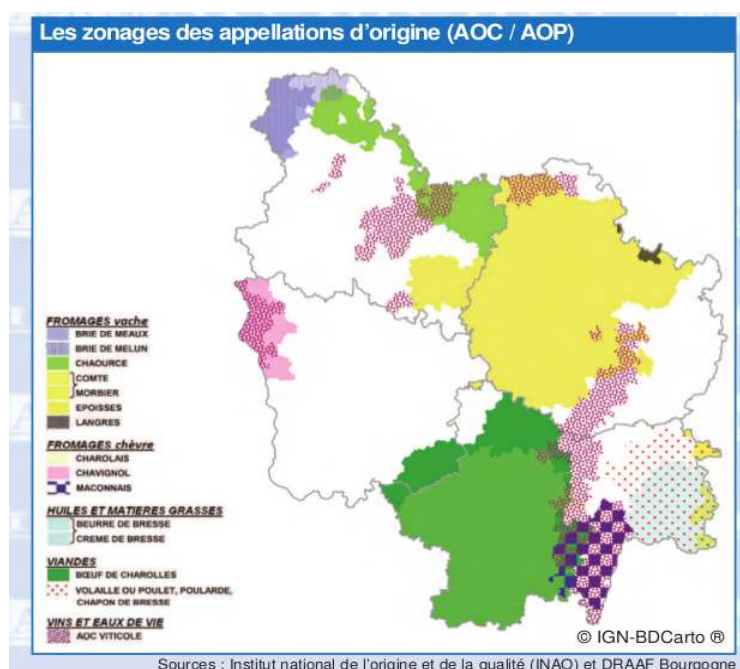 Les zonages des appellations d'origine (AOC / AOP)
FROMAGES vache
BRIE DE MEAUX
BRIE DE MELUN
CHAOURCE
COMTE
MORBIER
EPOISSES
LANGRES
FROMAGES chèvre
CHAROLAIS
CHAVIGNOL
MACONNAIS
HUILES ET MATIERES GRASSES
BEURRE DE BRESSE
CREME DE BRESSE
VIANDES
BŒUF DE CHAROLLES
VOLAILLE OU POULET, POULARDE,
CHAPON DE BRESSE
VINS ET EAUX DE VIE
AOC VITICOLE
© IGN-BDCarto ®
Sources : Institut national de l'origine et de la qualité (INAO) et DRAAF Bourgogne